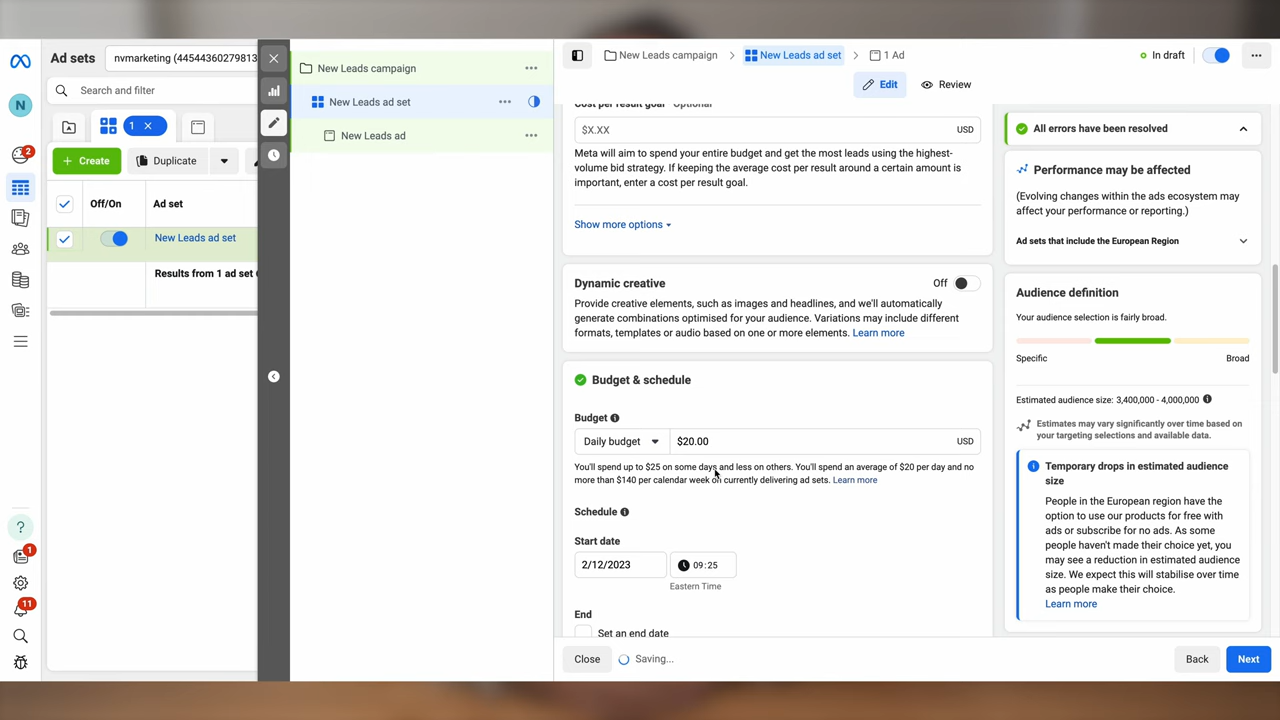 Ad sets
nvmarketing (44544360279813
Search and filter
1
Create
Duplicate
Off/On
Ad set
New Leads ad set
Results from 1 ad set
N
2
1
11
New Leads campaign
New Leads ad set
New Leads ad
New Leads campaign
New Leads ad set
1 Ad
In draft
Edit
Review
Cost per result goal Optional
$X.XX
USD
Meta will aim to spend your entire budget and get the most leads using the highest-
volume bid strategy. If keeping the average cost per result around a certain amount is
important, enter a cost per result goal.
Show more options
Dynamic creative
Off
Provide creative elements, such as images and headlines, and we'll automatically
generate combinations optimised for your audience. Variations may include different
formats, templates or audio based on one or more elements. Learn more
Budget & schedule
Budget
Daily budget
$20.00
USD
You'll spend up to $25 on some days and less on others. You'll spend an average of $20 per day and no
more than $140 per calendar week on currently delivering ad sets. Learn more
Schedule
Start date
2/12/2023
09:25
Eastern Time
End
Set an end date
All errors have been resolved
Performance may be affected
(Evolving changes within the ads ecosystem may
affect your performance or reporting.)
Ad sets that include the European Region
Audience definition
Your audience selection is fairly broad.
Specific
Broad
Estimated audience size: 3,400,000 - 4,000,000
Estimates may vary significantly over time based on
your targeting selections and available data.
Temporary drops in estimated audience
size
People in the European region have the
option to use our products for free with
ads or subscribe for no ads. As some
people haven't made their choice yet, you
may see a reduction in estimated audience
size. We expect this will stabilise over time
as people make their choice.
Learn more
Close
Saving...
Back
Next